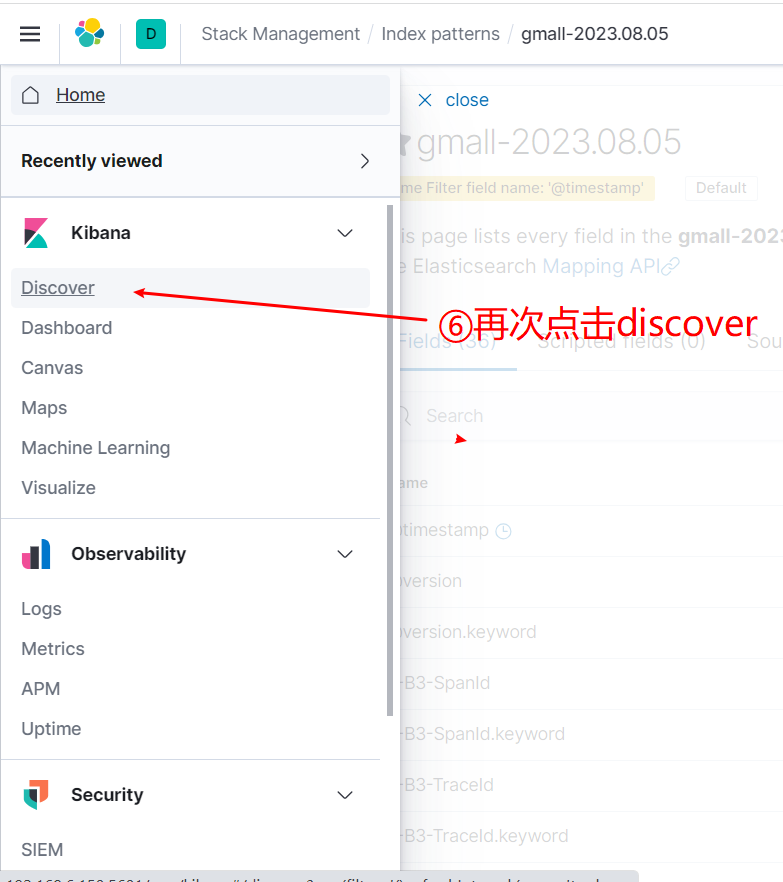 D Stack Management / Index patterns / gmall-2023.08.05
Home
close
gmall-2023.08.05
Recently viewed
me Filter field name: '@timestamp' Default
Kibana
is page lists every field in the gmall-202
e Elasticsearch Mapping API
Discover
⑥再次点击discover
Fields (36) Scripted fields (0) Sou
Dashboard
Canvas
Maps
Search
Machine Learning
Visualize
ame
timestamp
Observability
version
Logs
version.keyword
Metrics
-B3-SpanId
APM
Uptime
-B3-SpanId.keyword
Security
-B3-TraceId
-B3-TraceId.keyword
SIEM